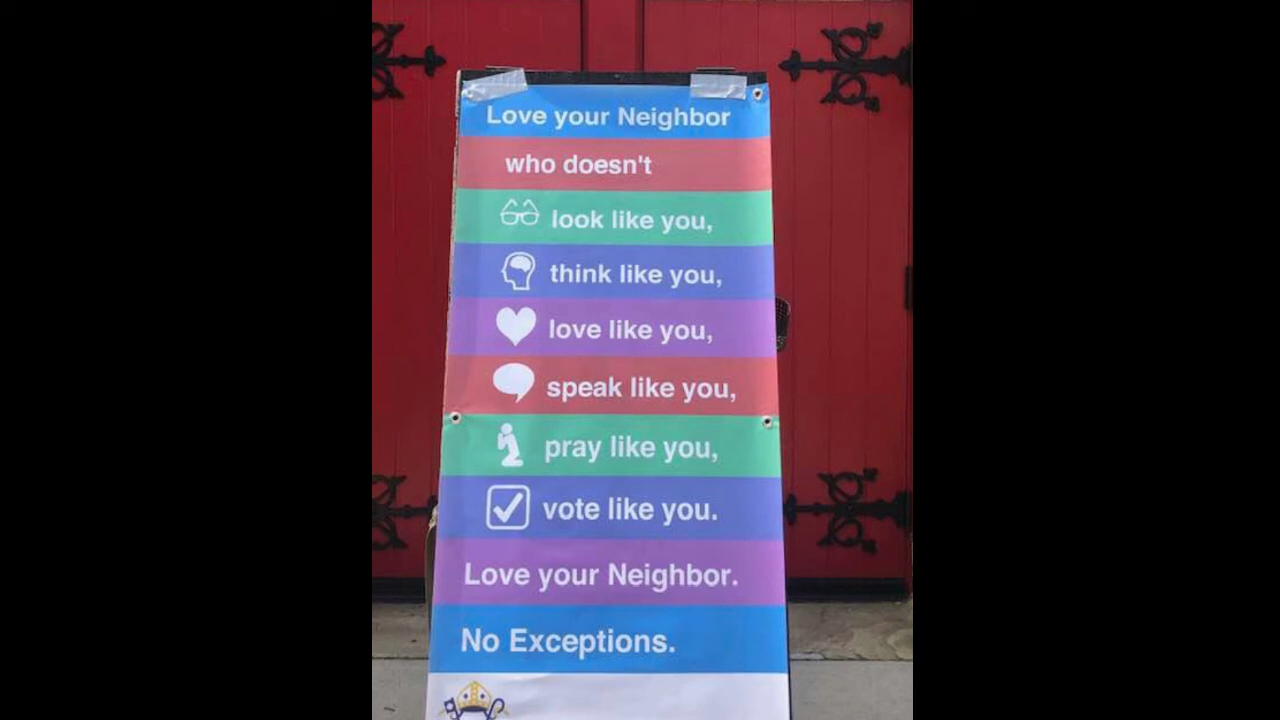 Love your Neighbor
who doesn't
look like you,
think like you,
love like you,
speak like you,
pray like you,
vote like you.
Love your Neighbor.
No Exceptions.